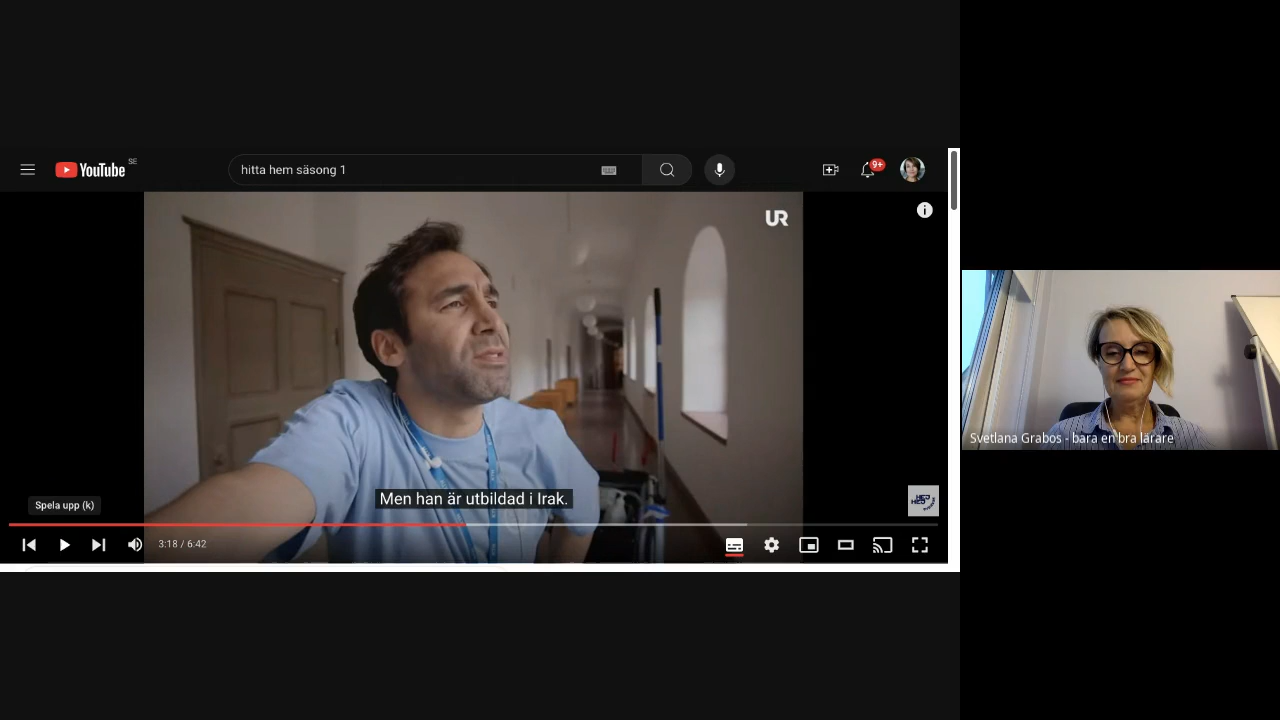 YouTube SE
hitta hem säsong 1
9+
UR
Men han är utbildad i Irak.
Spela upp (k)
3:18 / 6:42
Svetlana Grabos - bara en bra lärare